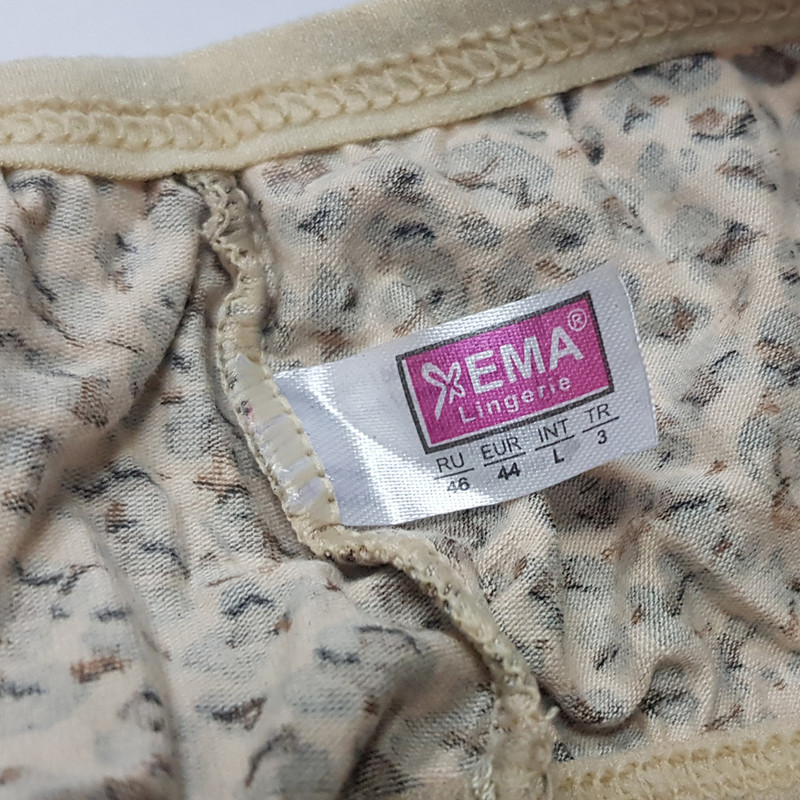 EMA®
Lingerie
RU EUR INT TR
46 44 L 3